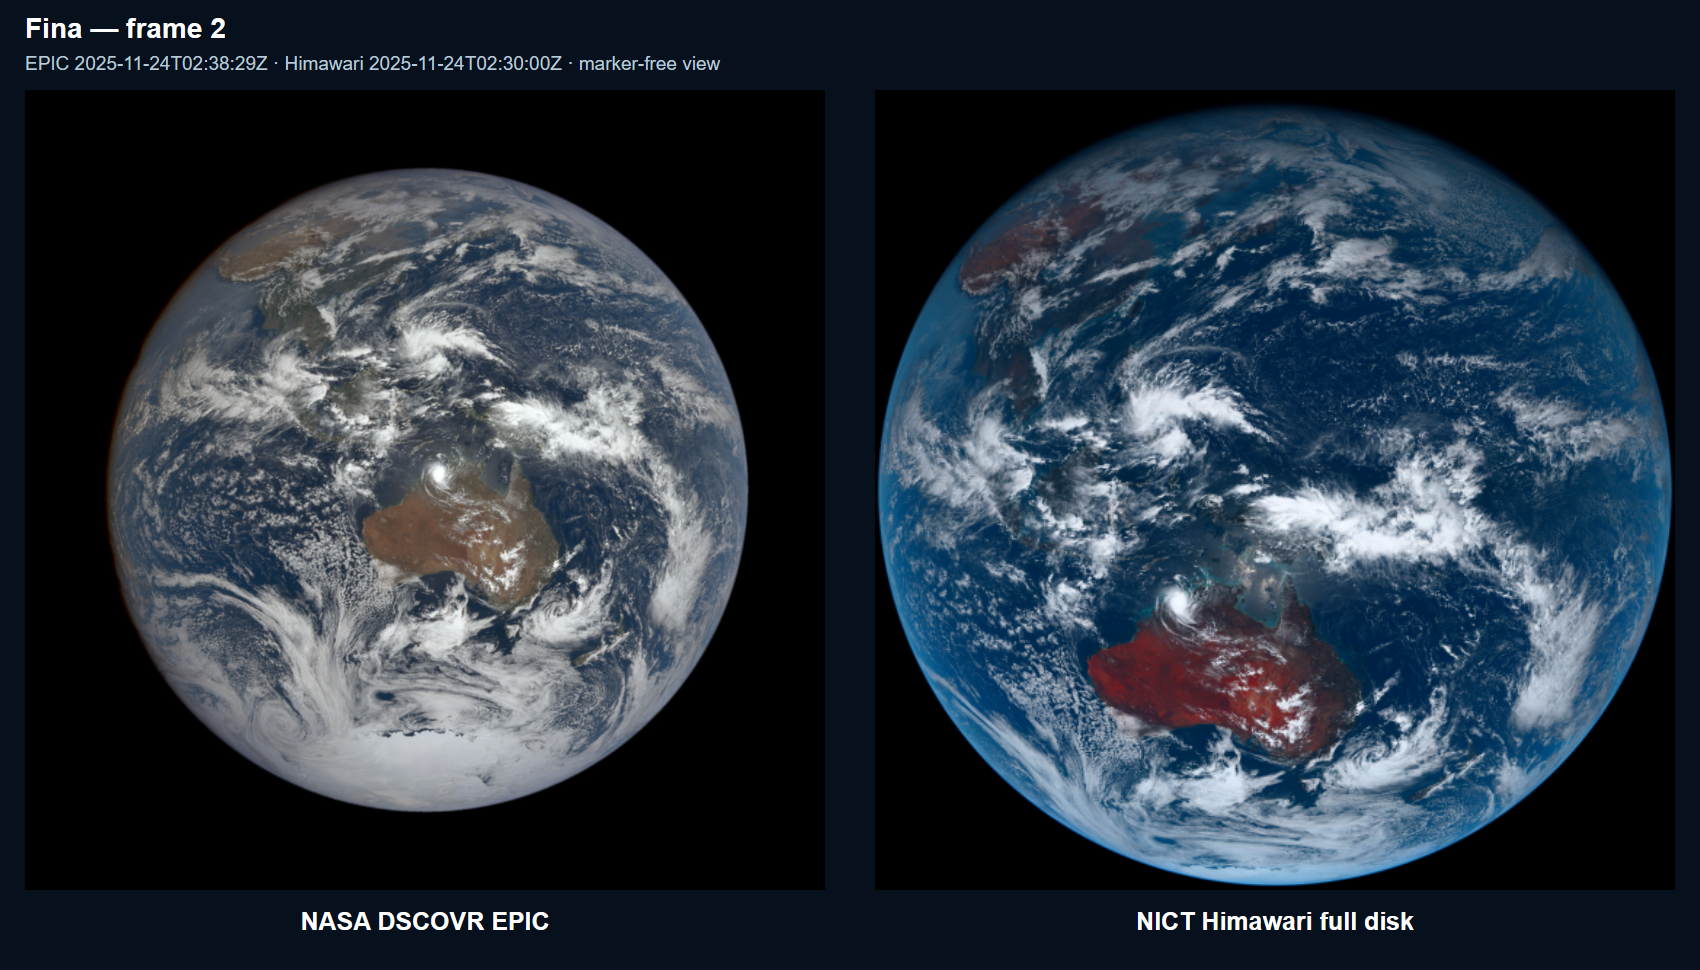 Fina — frame 2
EPIC 2025-11-24T02:38:29Z · Himawari 2025-11-24T02:30:00Z · marker-free view
NASA DSCOVR EPIC
NICT Himawari full disk